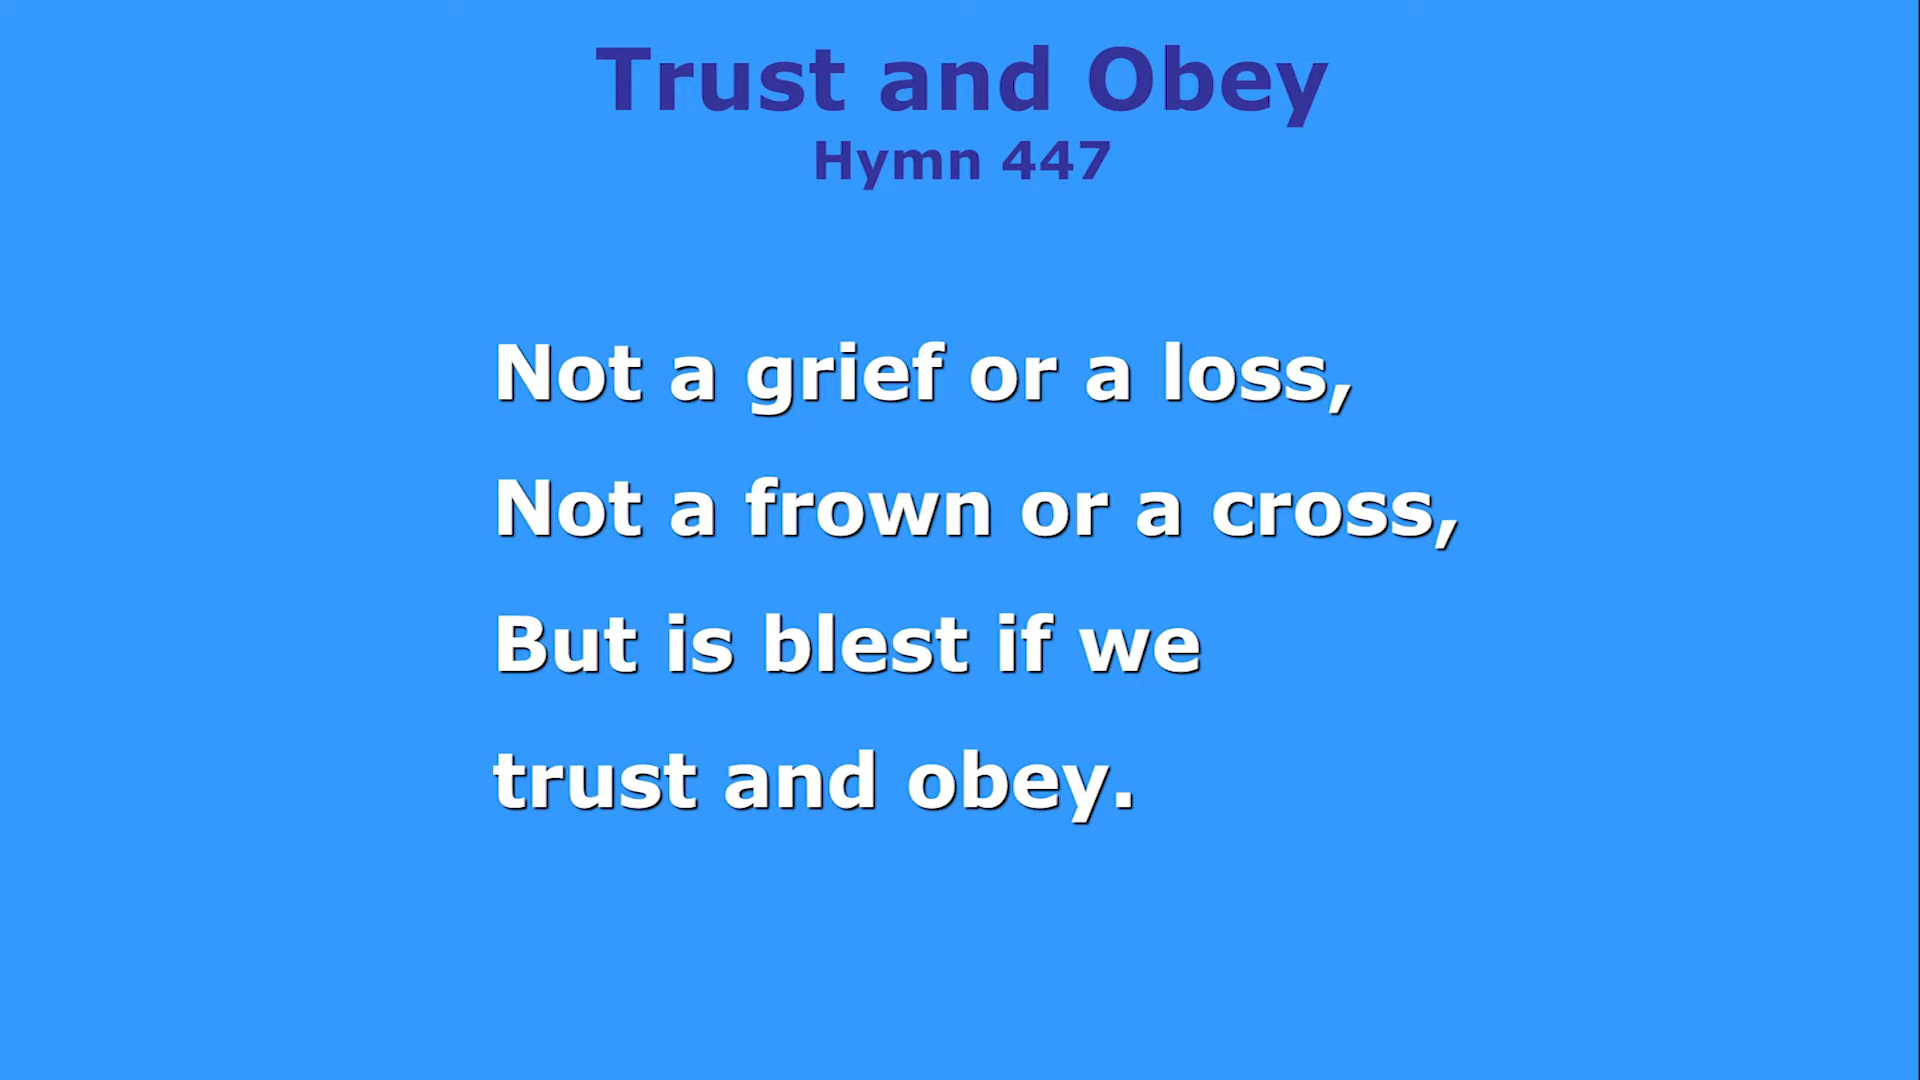 Trust and Obey
Hymn 447
Not a grief or a loss,
Not a frown or a cross,
But is blest if we
trust and obey.